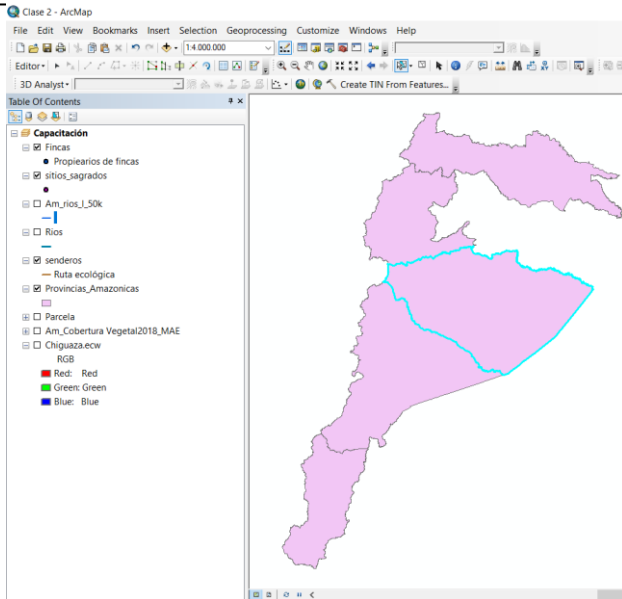 Clase 2 - ArcMap
File Edit View Bookmarks Insert Selection Geoprocessing Customize Windows Help
1:4.000.000
Editor
3D Analyst Create TIN From Features...
Table Of Contents
Capacitación
Fincas
Propiearios de fincas
sitios_sagrados
Am_rios_l_50k
Rios
senderos
Ruta ecológica
Provincias_Amazonicas
Parcela
Am_Cobertura Vegetal2018_MAE
Chiguaza.ecw
RGB
Red: Red
Green: Green
Blue: Blue